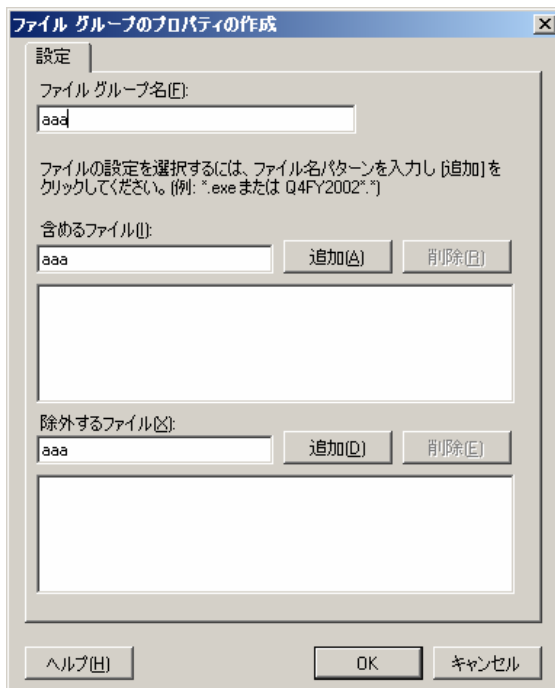 ファイル グループのプロパティの作成
設定
ファイル グループ名(F):
aaa
ファイルの設定を選択するには、ファイル名パターンを入力し [追加] を
クリックしてください。(例: *.exe または Q4FY2002*.*)
含めるファイル(I):
aaa 追加(A) 削除(R)
除外するファイル(X):
aaa 追加(D) 削除(E)
ヘルプ(H) OK キャンセル